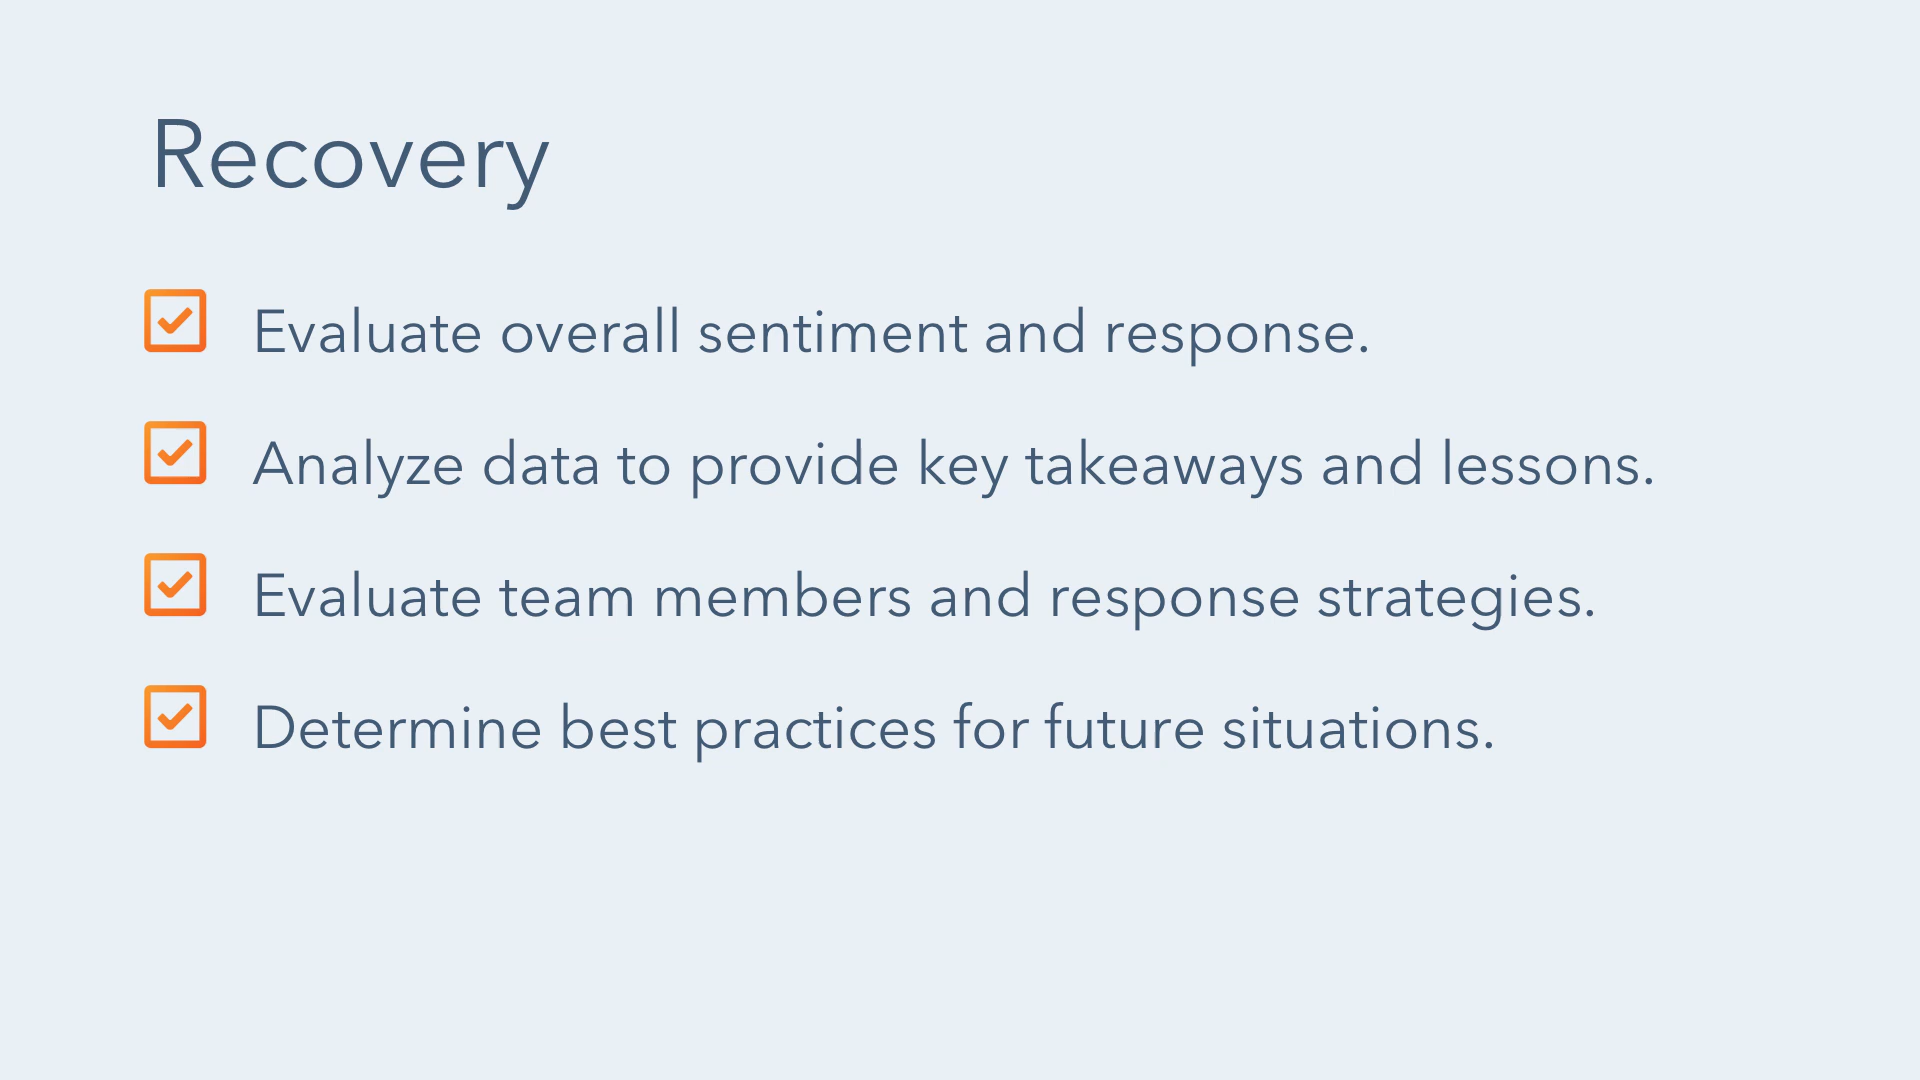 Recovery
Evaluate overall sentiment and response.
Analyze data to provide key takeaways and lessons.
Evaluate team members and response strategies.
Determine best practices for future situations.